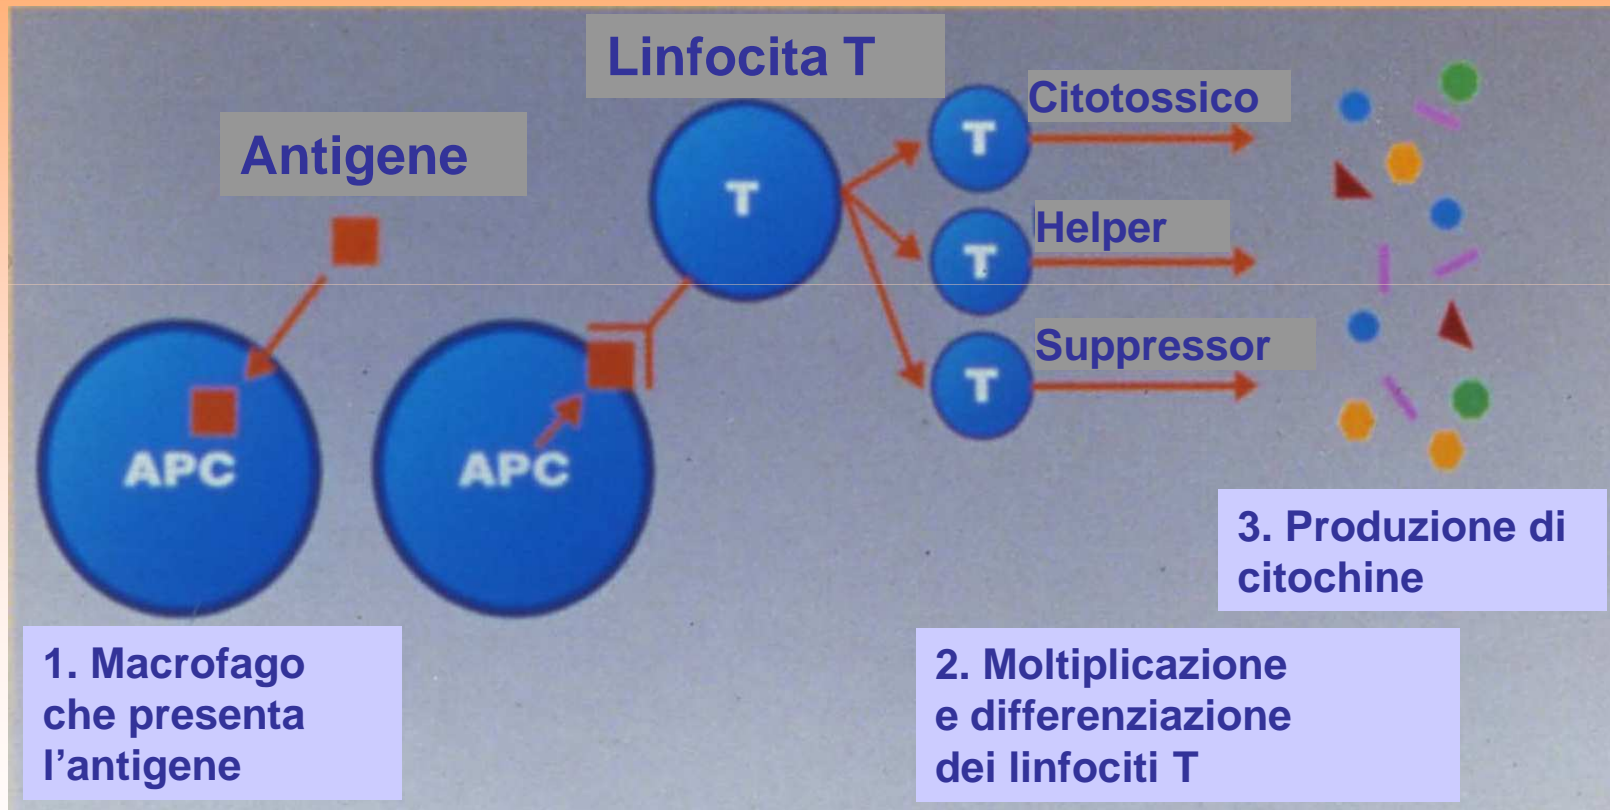 Linfocita T
Antigene
T
Citotossico
T
Helper
T
Suppressor
T
APC
APC
3. Produzione di
citochine
1. Macrofago
che presenta
l’antigene
2. Moltiplicazione
e differenziazione
dei linfociti T